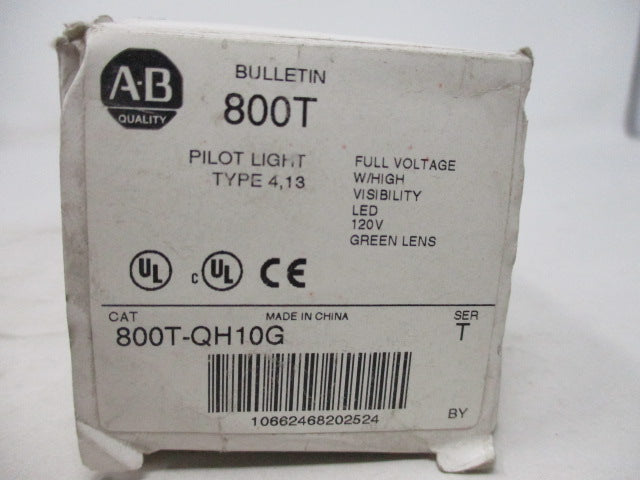 A·B
QUALITY
BULLETIN
800T
PILOT LIGHT
TYPE 4,13
FULL VOLTAGE
W/HIGH
VISIBILITY
LED
120V
GREEN LENS
UL
c UL CE
CAT
MADE IN CHINA
SER
800T-QH10G
T
10662468202524
BY